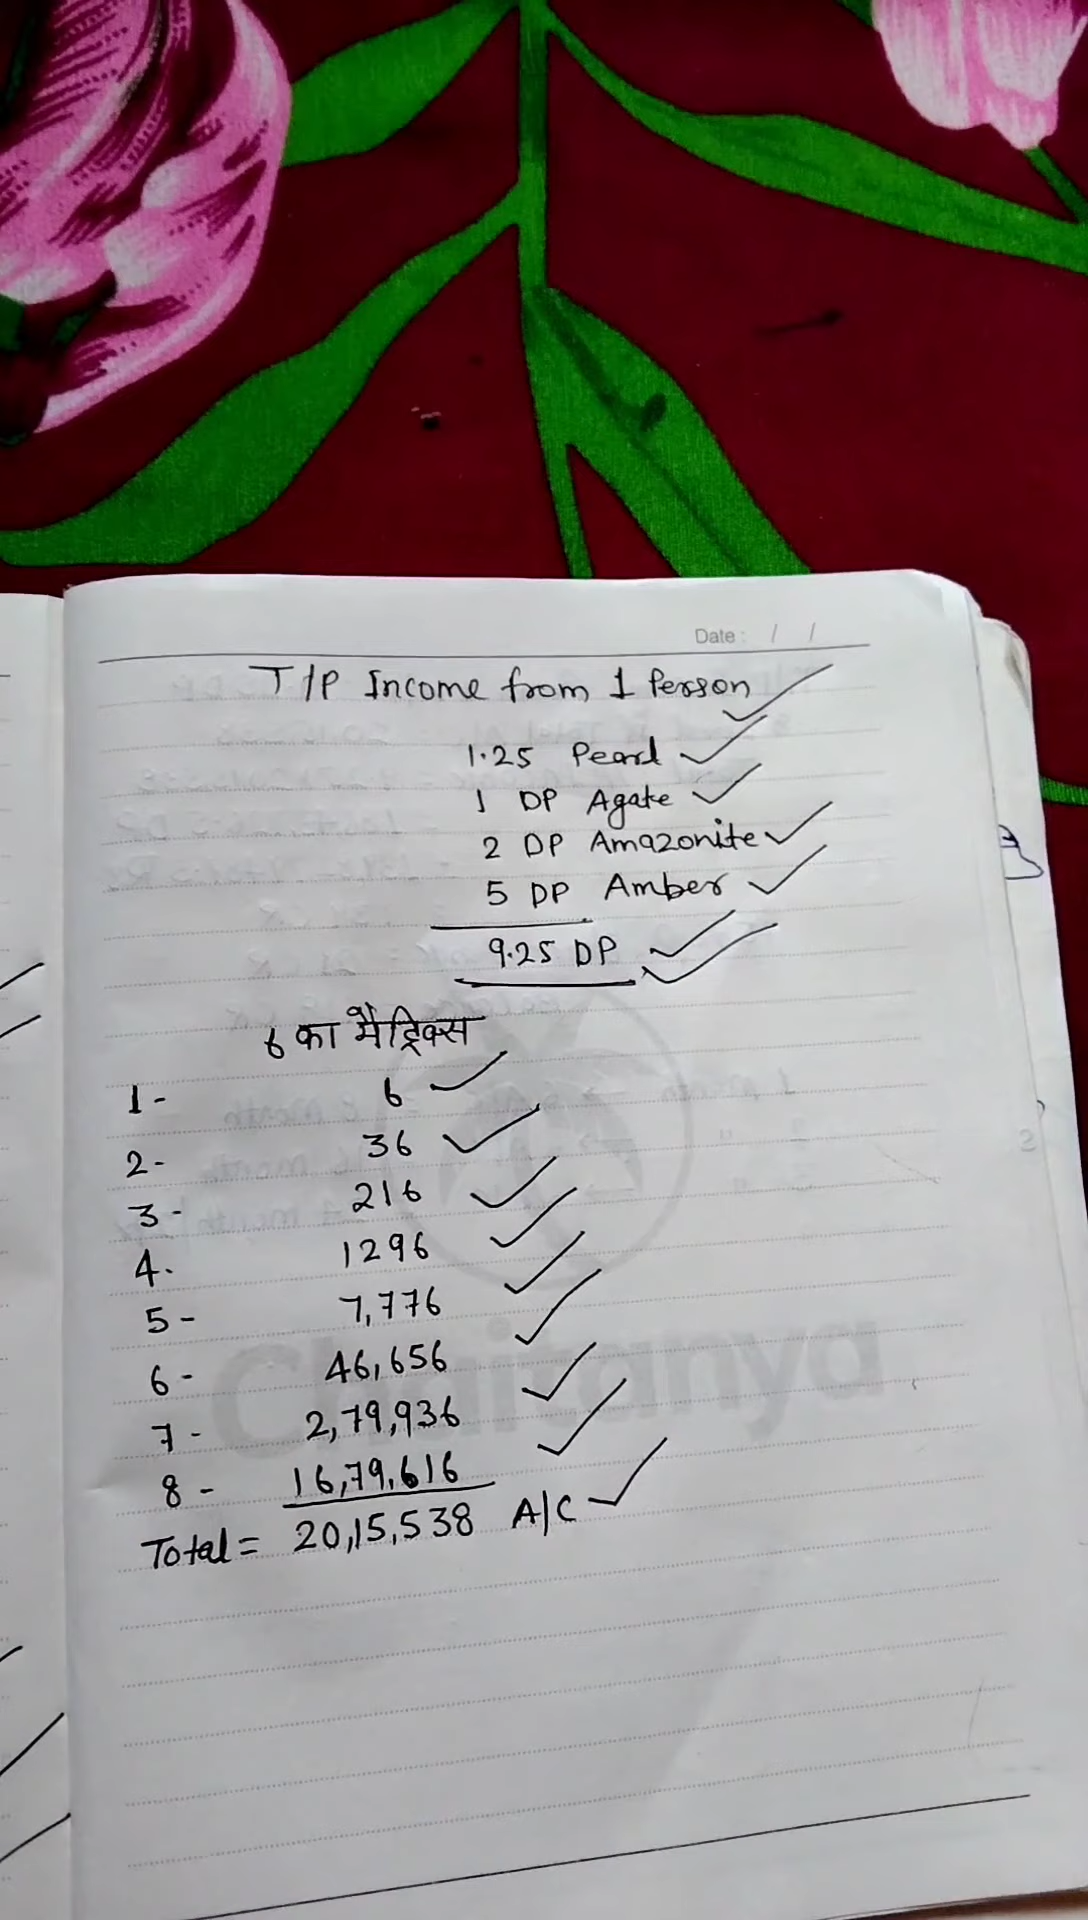 Date : / /
T/P Income from 1 Person
1.25 Pearl
1 DP Agate
2 DP Amazonite
5 DP Amber
9.25 DP
6 का मैट्रिक्स
1- 6
2- 36
3- 216
4. 1296
5- 7,776
6- 46,656
7- 2,79,936
8- 16,79,616
Total = 20,15,538 A/C
Chaitanya